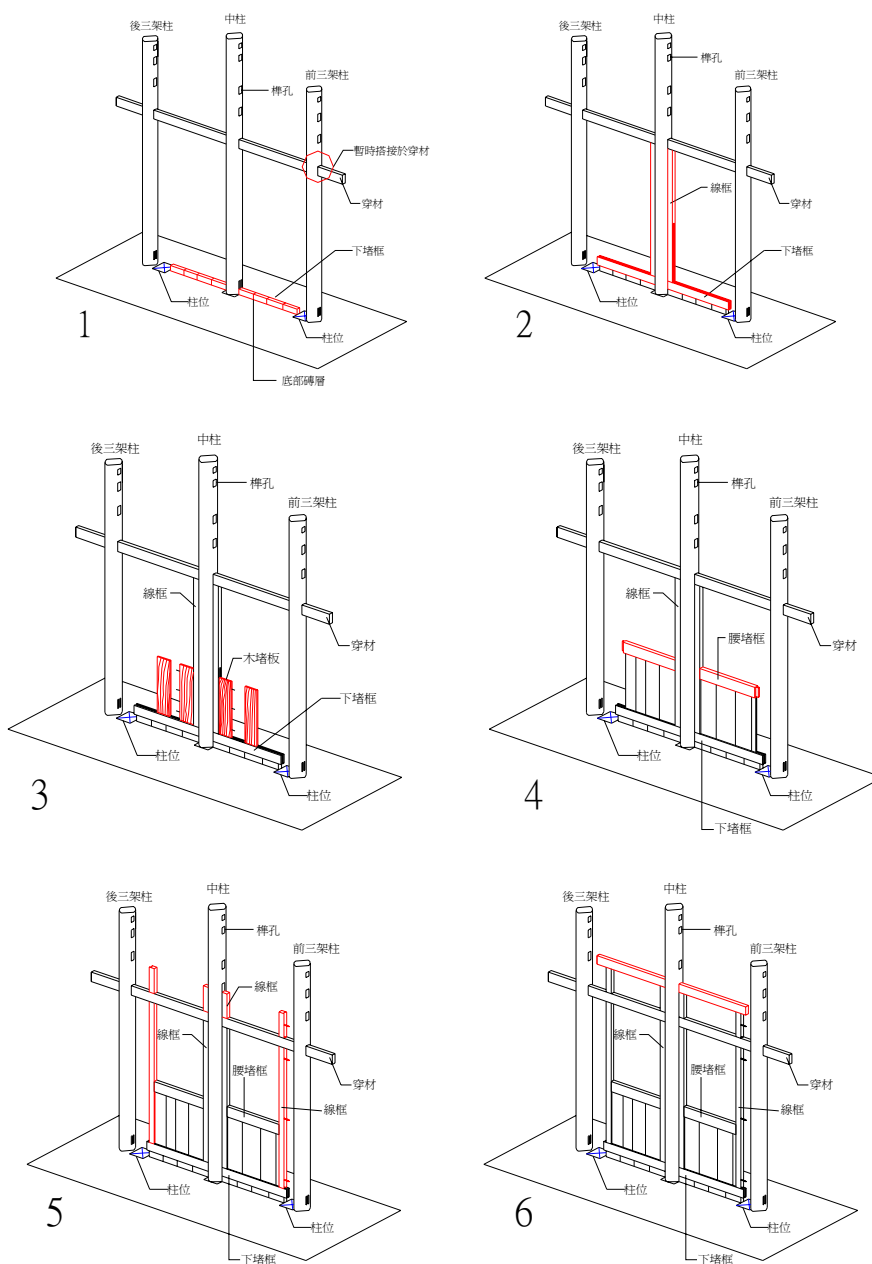 後三架柱
中柱
前三架柱
榫孔
暫時搭接於穿材
穿材
下堵框
柱位
柱位
底部磚層
1
後三架柱
中柱
前三架柱
榫孔
線框
穿材
下堵框
柱位
柱位
2
後三架柱
中柱
前三架柱
榫孔
線框
穿材
木堵板
下堵框
柱位
柱位
3
後三架柱
中柱
前三架柱
榫孔
線框
穿材
腰堵框
柱位
柱位
下堵框
4
後三架柱
中柱
前三架柱
榫孔
線框
線框
穿材
腰堵框
線框
柱位
柱位
下堵框
5
後三架柱
中柱
前三架柱
榫孔
線框
穿材
腰堵框
線框
柱位
柱位
下堵框
6